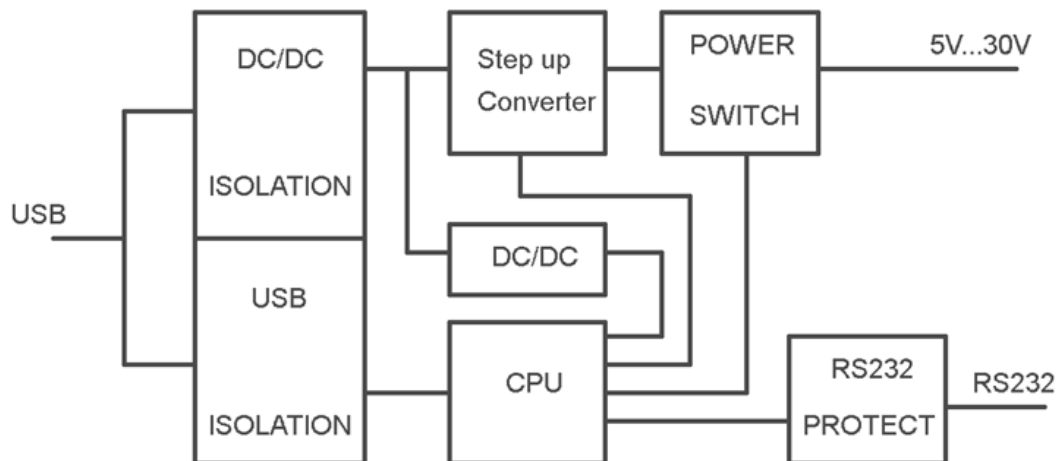 DC/DC
ISOLATION
Step up
Converter
POWER
SWITCH
5V...30V
USB
DC/DC
USB
ISOLATION
CPU
RS232
PROTECT
RS232